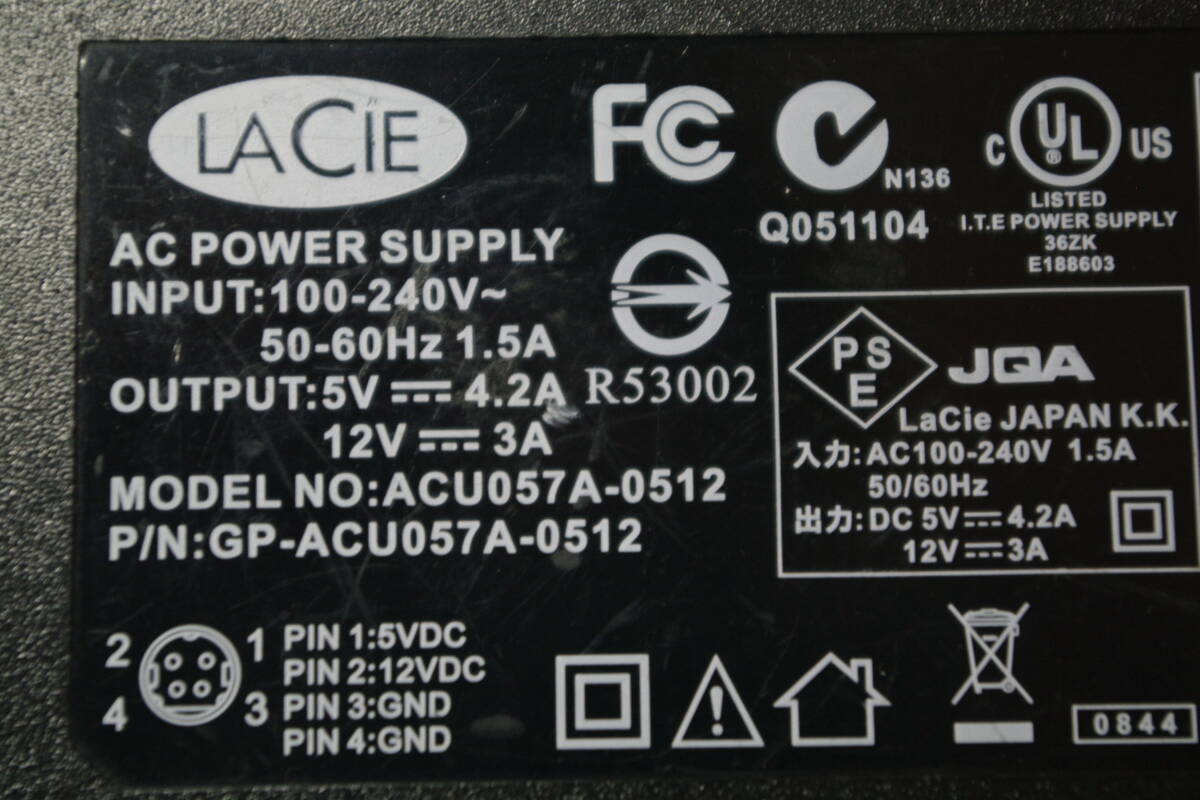 LACIE
AC POWER SUPPLY
INPUT:100-240V~
50-60Hz 1.5A
OUTPUT:5V ⎓ 4.2A
12V ⎓ 3A
MODEL NO:ACU057A-0512
P/N:GP-ACU057A-0512
FC
N136
Q051104
R53002
C UL ® US
LISTED
I.T.E POWER SUPPLY
36ZK
E188603
PS
E
JQA
LaCie JAPAN K.K.
入力:AC100-240V 1.5A
50/60Hz
出力:DC 5V⎓4.2A
12V⎓3A
2 1
4 3
PIN 1:5VDC
PIN 2:12VDC
PIN 3:GND
PIN 4:GND
0844